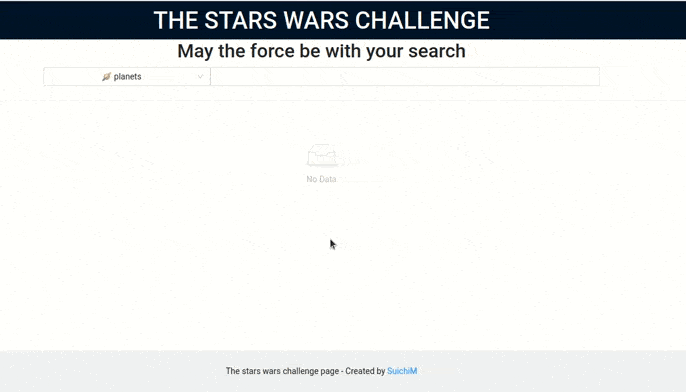 THE STARS WARS CHALLENGE
May the force be with your search
🪐 planets
No Data
The stars wars challenge page - Created by SuichiM